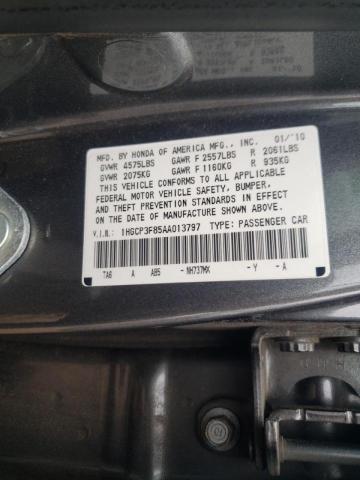 MFD. BY HONDA OF AMERICA MFG., INC. 01/'10
GVWR 4575LBS GAWR F 2557LBS R 2061LBS
GVWR 2075KG GAWR F 1160KG R 935KG
THIS VEHICLE CONFORMS TO ALL APPLICABLE
FEDERAL MOTOR VEHICLE SAFETY, BUMPER,
AND THEFT PREVENTION STANDARDS IN EFFECT
ON THE DATE OF MANUFACTURE SHOWN ABOVE.
V.I.N.: 1HGCP3F85AA013797 TYPE: PASSENGER CAR
TA6 A AB5 - NH737MX - Y - A